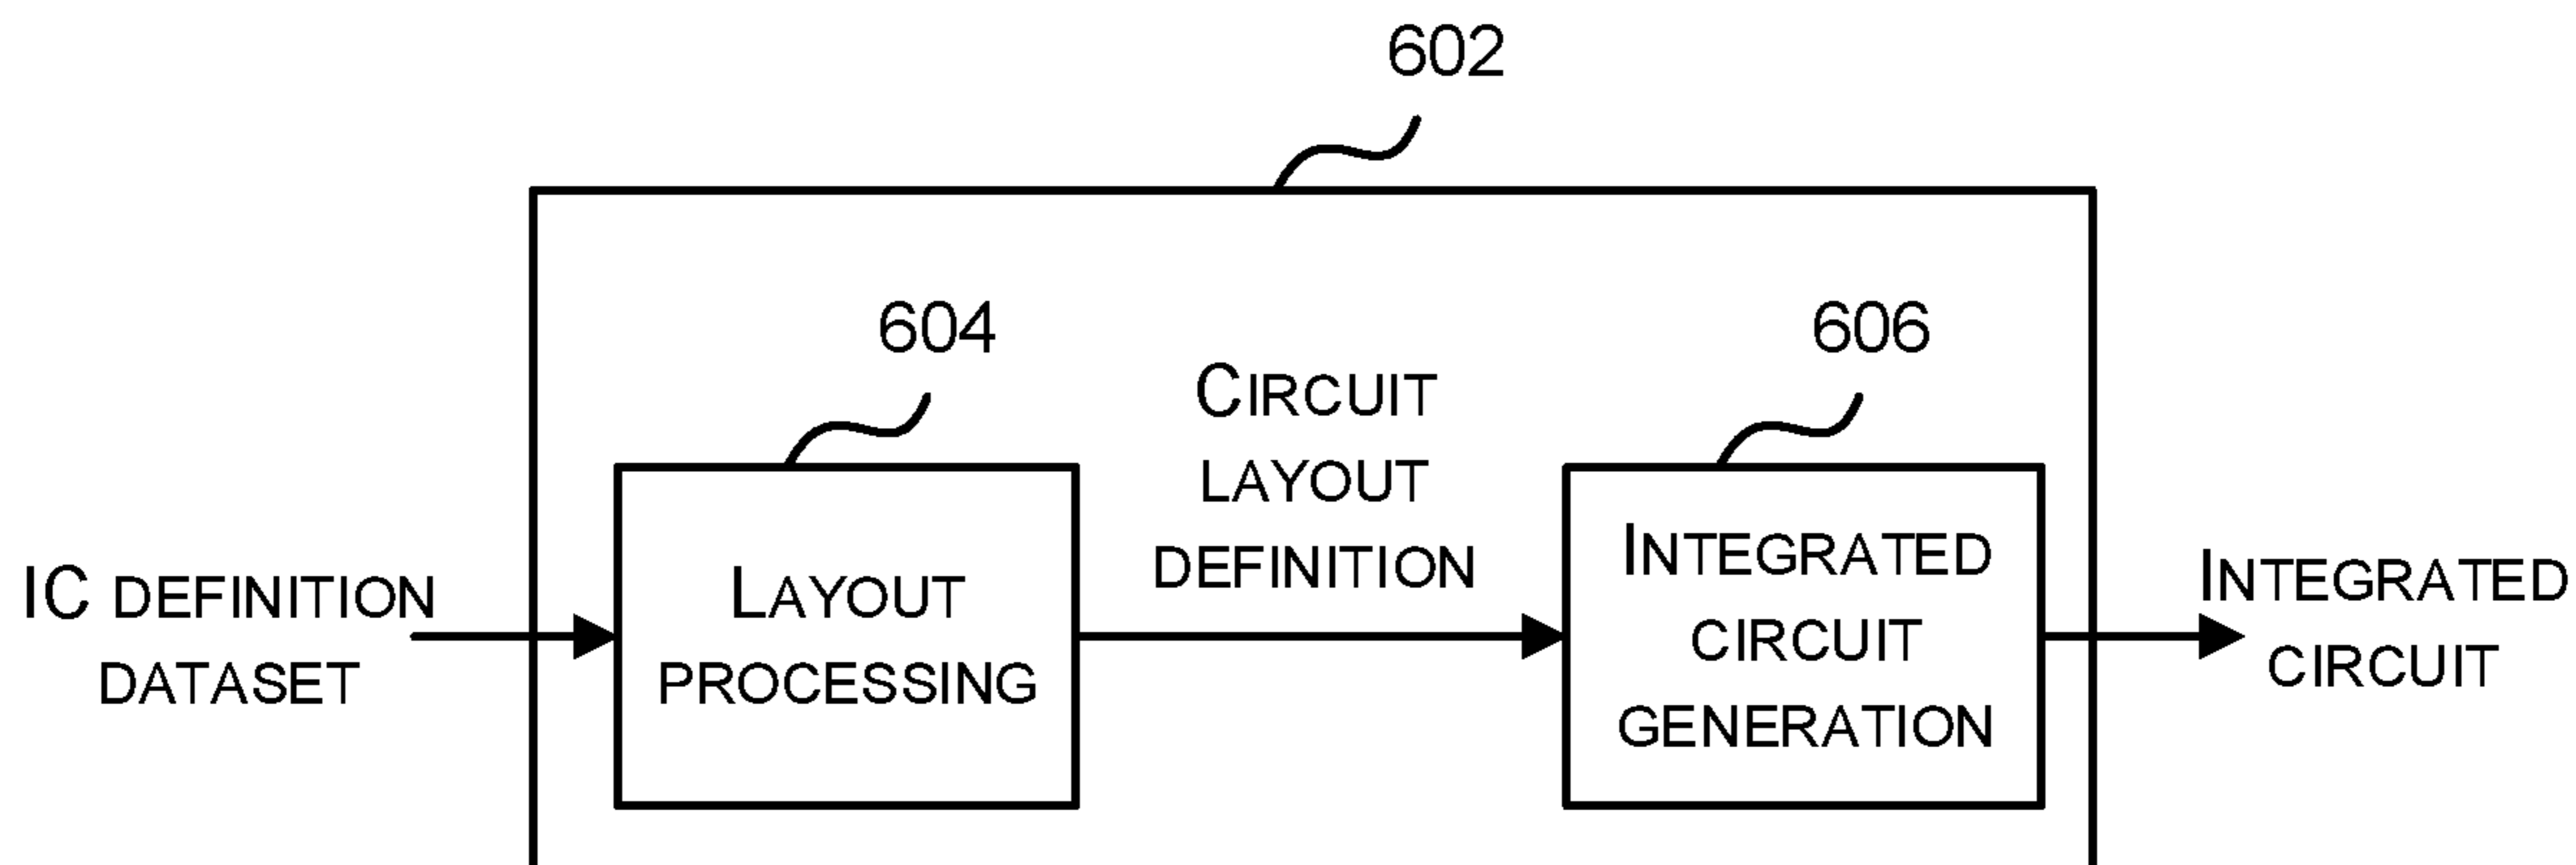 602
604
606
CIRCUIT
LAYOUT
DEFINITION
IC DEFINITION
DATASET
LAYOUT
PROCESSING
INTEGRATED
CIRCUIT
GENERATION
INTEGRATED
CIRCUIT